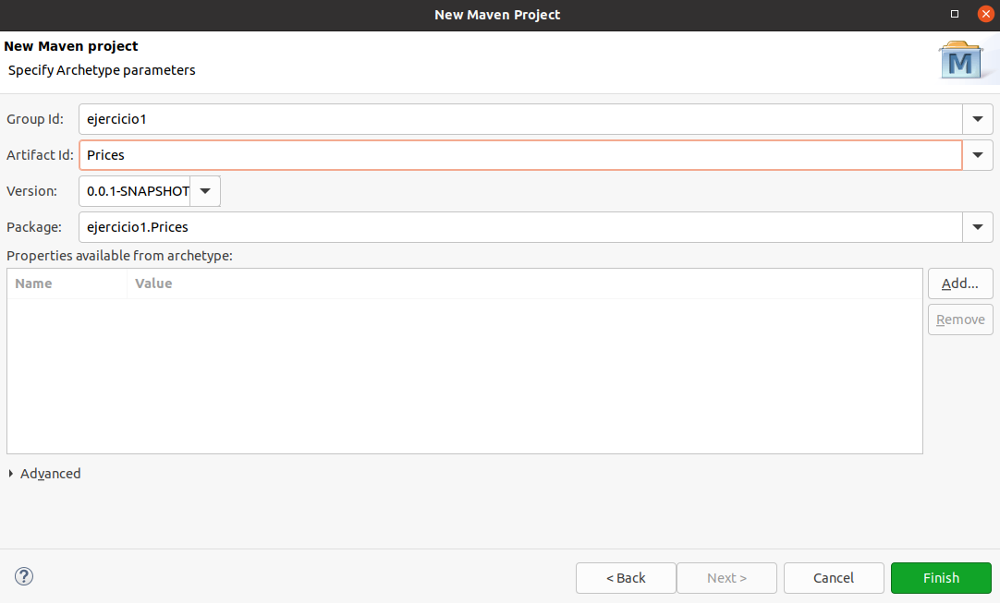 New Maven Project
New Maven project
Specify Archetype parameters
M
Group Id: ejercicio1
Artifact Id: Prices
Version: 0.0.1-SNAPSHOT
Package: ejercicio1.Prices
Properties available from archetype:
Name Value
Add...
Remove
Advanced
? < Back Next > Cancel Finish